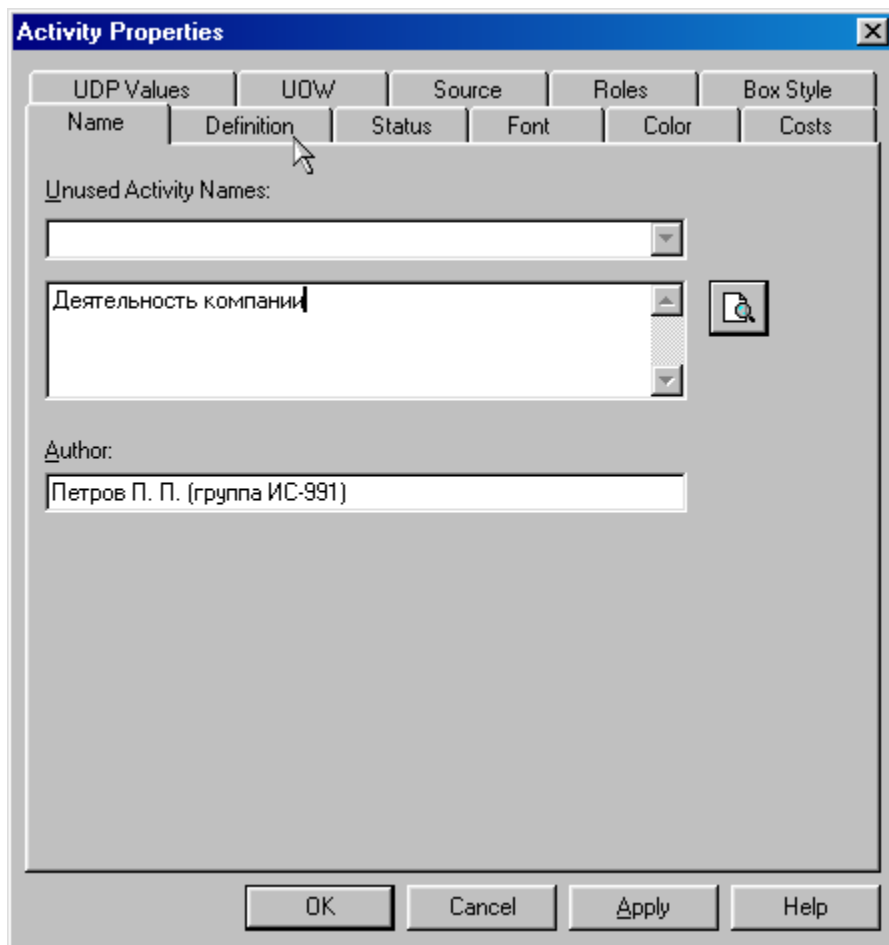 Activity Properties
UDP Values UOW Source Roles Box Style
Name Definition Status Font Color Costs
Unused Activity Names:
Деятельность компании
Author:
Петров П. П. (группа ИС-991)
OK Cancel Apply Help